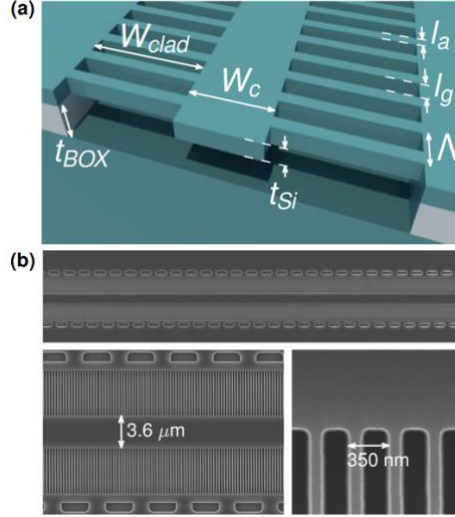 (a)
W_clad
W_c
l_a
l_g
Λ
t_BOX
t_Si
(b)
3.6 μm
350 nm